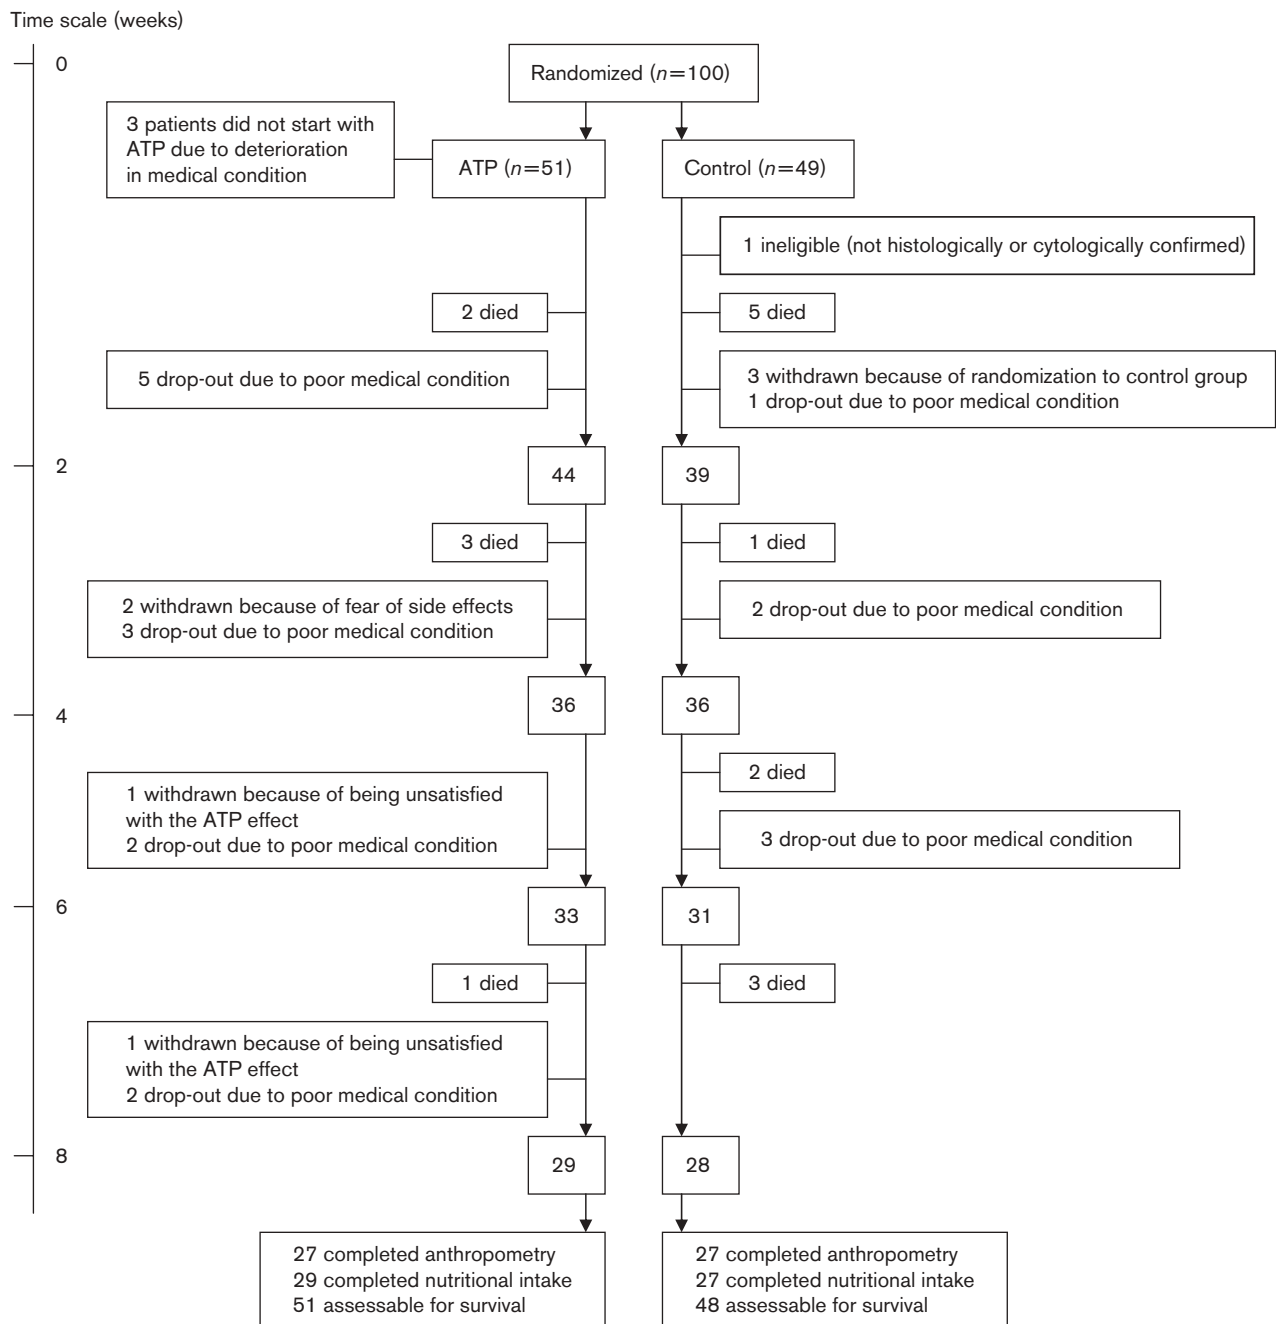 Time scale (weeks)
0
Randomized (n=100)
3 patients did not start with
ATP due to deterioration
in medical condition
ATP (n=51)
Control (n=49)
1 ineligible (not histologically or cytologically confirmed)
2 died
5 died
5 drop-out due to poor medical condition
3 withdrawn because of randomization to control group
1 drop-out due to poor medical condition
2
44
39
3 died
1 died
2 withdrawn because of fear of side effects
3 drop-out due to poor medical condition
2 drop-out due to poor medical condition
4
36
36
2 died
1 withdrawn because of being unsatisfied
with the ATP effect
2 drop-out due to poor medical condition
3 drop-out due to poor medical condition
6
33
31
1 died
3 died
1 withdrawn because of being unsatisfied
with the ATP effect
2 drop-out due to poor medical condition
8
29
28
27 completed anthropometry
29 completed nutritional intake
51 assessable for survival
27 completed anthropometry
27 completed nutritional intake
48 assessable for survival